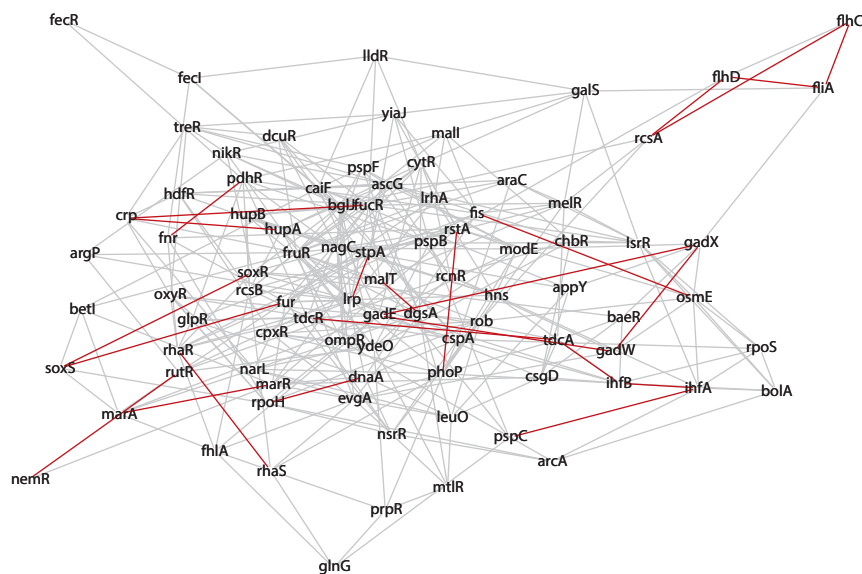 fecR
flhC
lldR
fecI
flhD
fliA
galS
yiaJ
treR
dcuR
malI
rcsA
nikR
pspF
cytR
pdhR
caiF
ascG
araC
hdfR
lrhA
melR
bglJ
fucR
crp
hupB
fis
hupA
rstA
fnr
pspB
chbR
lsrR
gadX
argP
fruR
nagC
stpA
modE
soxR
malT
rcnR
oxyR
rcsB
appY
fur
lrp
hns
osmE
betI
glpR
tdcR
gadE
dgsA
rob
baeR
cpxR
ompR
cspA
tdcA
rhaR
ydeO
gadW
rpoS
soxS
rutR
narL
marR
dnaA
phoP
csgD
ihfB
ihfA
bolA
rpoH
evgA
marA
leuO
nsrR
pspC
fhlA
arcA
nemR
rhaS
mtlR
prpR
glnG